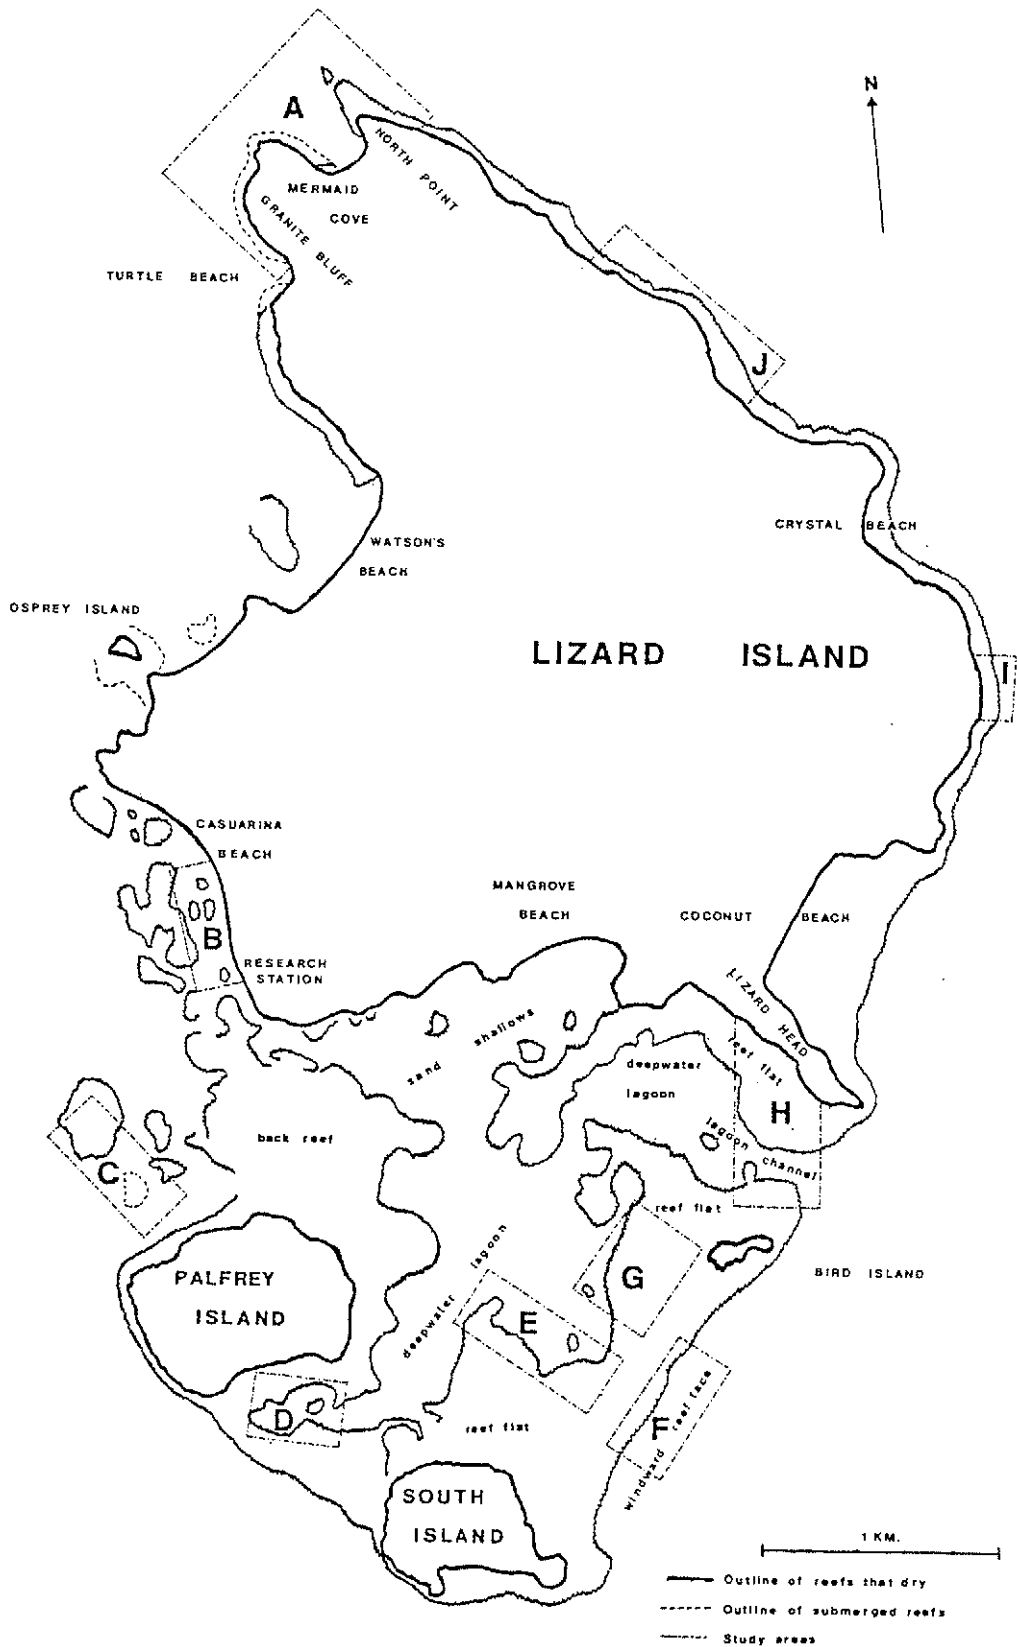 N
A
NORTH POINT
MERMAID
COVE
GRANITE BLUFF
TURTLE BEACH
J
CRYSTAL BEACH
WATSON'S
BEACH
OSPREY ISLAND
LIZARD ISLAND
I
CASUARINA
BEACH
MANGROVE
BEACH
COCONUT BEACH
B
RESEARCH
STATION
LIZARD HEAD
sand shallows
reef flat
deepwater
lagoon
H
back reef
lagoon channel
C
reef flat
PALFREY
ISLAND
deepwater lagoon
G
BIRD ISLAND
E
D
reef flat
F
windward reef face
SOUTH
ISLAND
1 KM.
Outline of reefs that dry
Outline of submerged reefs
Study areas